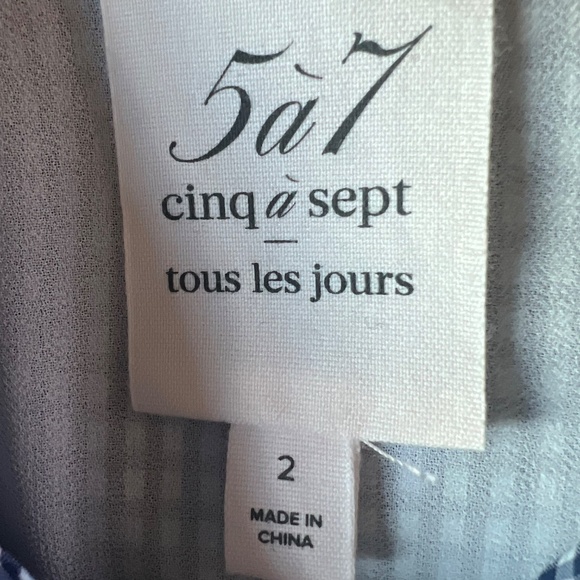 5à7
cinq à sept
—
tous les jours
2
MADE IN
CHINA